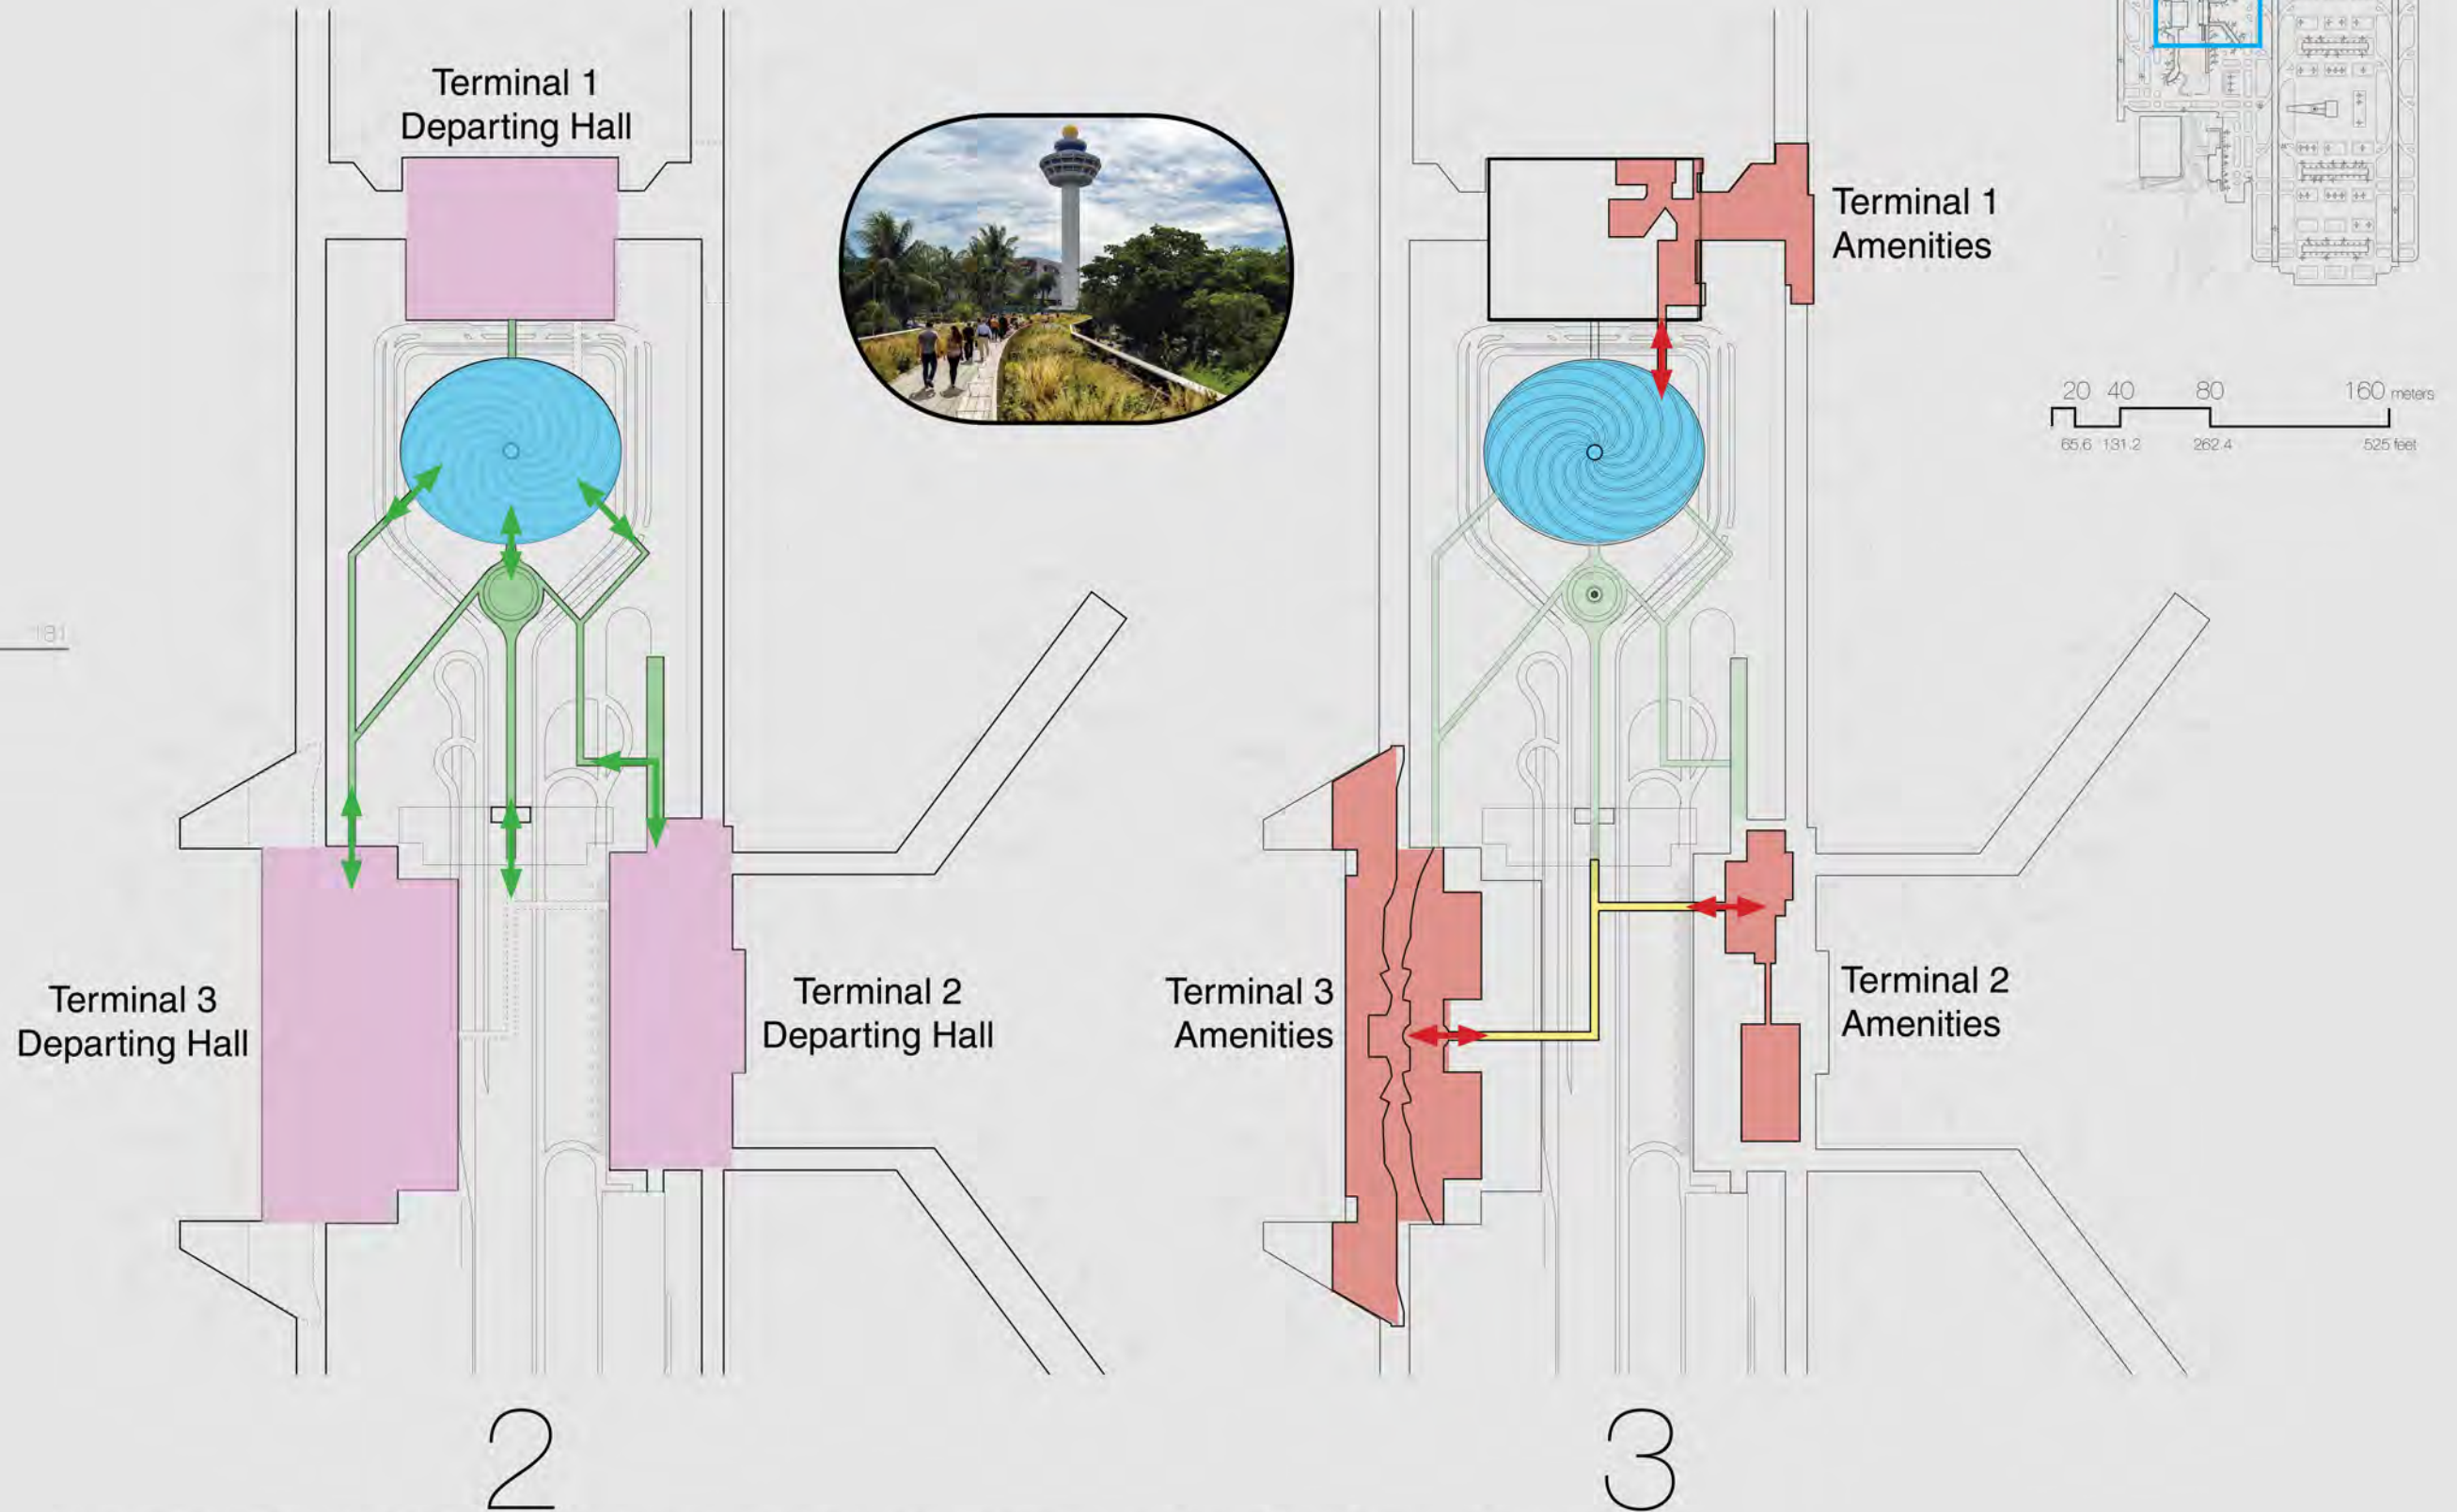 Terminal 1
Departing Hall
Terminal 1
Amenities
20 40 80 160 meters
65.6 131.2 262.4 525 feet
181
Terminal 3
Departing Hall
Terminal 2
Departing Hall
Terminal 3
Amenities
Terminal 2
Amenities
2
3